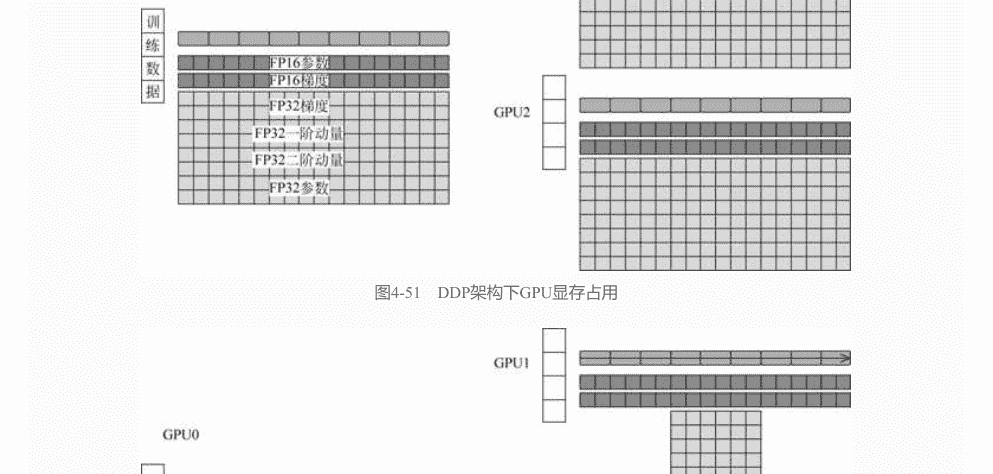 训
练
数
据
FP16参数
FP16梯度
FP32梯度
FP32一阶动量
FP32二阶动量
FP32参数
GPU2
图4-51 DDP架构下GPU显存占用
GPU1
GPU0